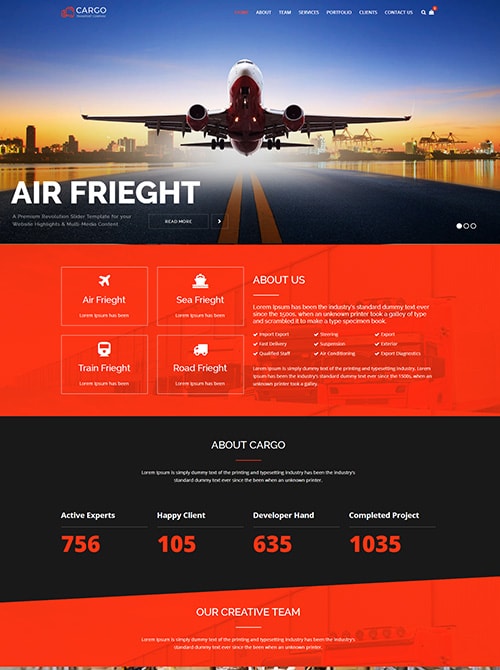 CARGO
HOME ABOUT TEAM SERVICES PORTFOLIO CLIENTS CONTACT US
AIR FRIEGHT
A Premium Revolution Slider Template for your
Website Highlights & Multi-Media Content
READ MORE
Air Frieght
Lorem Ipsum has been
Sea Frieght
Lorem Ipsum has been
Train Frieght
Lorem Ipsum has been
Road Frieght
Lorem Ipsum has been
ABOUT US
Lorem Ipsum has been the industry's standard dummy text ever
since the 1500s, when an unknown printer took a galley of type
and scrambled it to make a type specimen book.
Import Export
Steering
Export
Fast Delivery
Suspension
Exterior
Qualified Staff
Air Conditioning
Export Diagnostics
Lorem Ipsum is simply dummy text of the printing and typesetting industry. Lorem
Ipsum has been the industry's standard dummy text ever since the 1500s, when an
unknown printer took a galley.
ABOUT CARGO
Lorem Ipsum is simply dummy text of the printing and typesetting industry has been the industry's
standard dummy text ever since the been when an unknown printer.
Active Experts
756
Happy Client
105
Developer Hand
635
Completed Project
1035
OUR CREATIVE TEAM
Lorem Ipsum is simply dummy text of the printing and typesetting industry has been the industry's
standard dummy text ever since the been when an unknown printer.